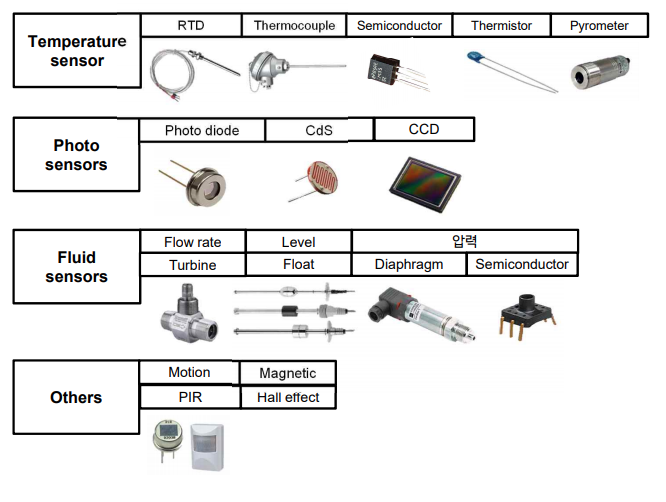 Temperature
sensor
RTD
Thermocouple
Semiconductor
Thermistor
Pyrometer
Photo
sensors
Photo diode
CdS
CCD
Fluid
sensors
Flow rate
Level
압력
Turbine
Float
Diaphragm
Semiconductor
Others
Motion
Magnetic
PIR
Hall effect